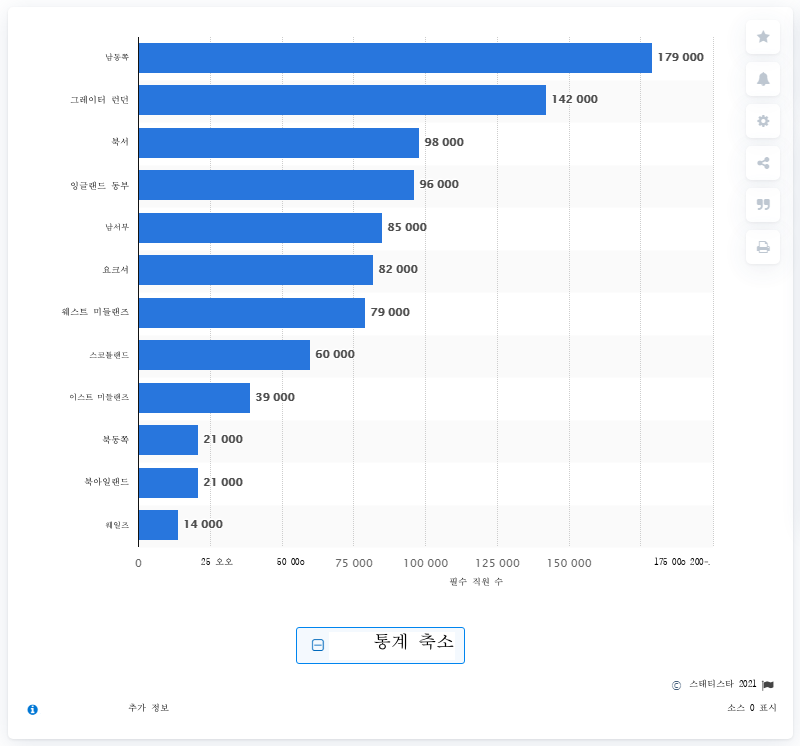 남동쪽 179 000
그레이터 런던 142 000
북서 98 000
잉글랜드 동부 96 000
남서부 85 000
요크셔 82 000
웨스트 미들랜즈 79 000
스코틀랜드 60 000
이스트 미들랜즈 39 000
북동쪽 21 000
북아일랜드 21 000
웨일즈 14 000
0 25 오오 50 00o 75 000 100 000 125 000 150 000 175 00o 200
필수 직원 수
통계 축소
© 스태티스타 2021
추가 정보 소스 0 표시